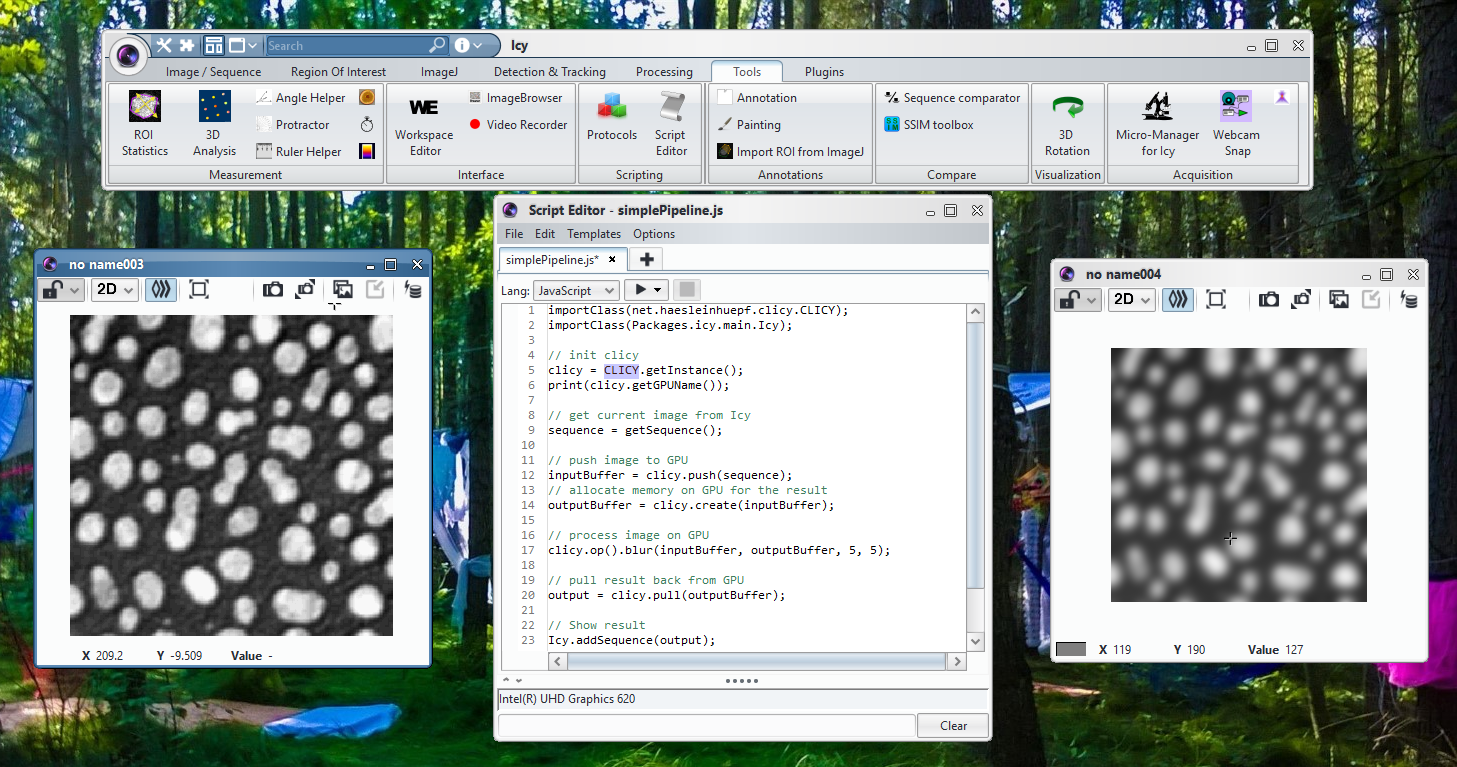 Search
Icy
Image / Sequence Region Of Interest ImageJ Detection & Tracking Processing Tools Plugins
ROI
Statistics
3D
Analysis
Angle Helper
Protractor
Ruler Helper
Measurement
WE
Workspace
Editor
ImageBrowser
Video Recorder
Interface
Protocols
Script
Editor
Scripting
Annotation
Painting
Import ROI from ImageJ
Annotations
Sequence comparator
SSIM toolbox
Compare
3D
Rotation
Visualization
Micro-Manager
for Icy
Webcam
Snap
Acquisition
no name003
2D
X 209.2 Y -9.509 Value -
Script Editor - simplePipeline.js
File Edit Templates Options
simplePipeline.js*
Lang: JavaScript
1 importClass(net.haesleinhuepf.clicy.CLICY);
2 importClass(Packages.icy.main.Icy);
3
4 // init clicy
5 clicy = CLICY.getInstance();
6 print(clicy.getGPUName());
7
8 // get current image from Icy
9 sequence = getSequence();
10
11 // push image to GPU
12 inputBuffer = clicy.push(sequence);
13 // allocate memory on GPU for the result
14 outputBuffer = clicy.create(inputBuffer);
15
16 // process image on GPU
17 clicy.op().blur(inputBuffer, outputBuffer, 5, 5);
18
19 // pull result back from GPU
20 output = clicy.pull(outputBuffer);
21
22 // Show result
23 Icy.addSequence(output);
Intel(R) UHD Graphics 620
Clear
no name004
2D
X 119 Y 190 Value 127